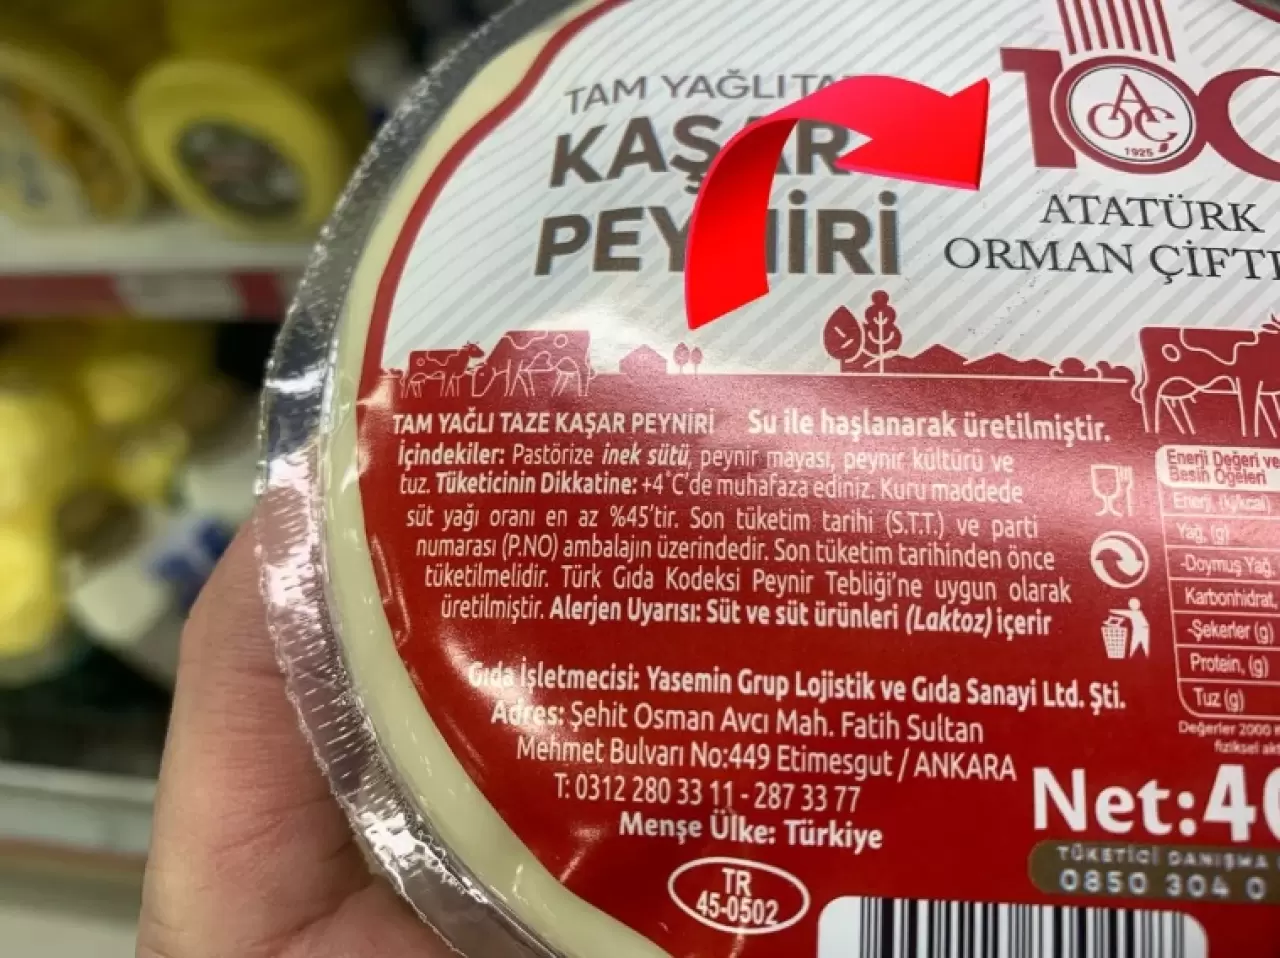 TAM YAĞLI
KAŞAR
PEYNİRİ
100
AOÇ
1925
ATATÜRK
ORMAN
TAM YAĞLI TAZE KAŞAR PEYNİRİ Su ile haşlanarak üretilmiştir.
İçindekiler: Pastörize inek sütü, peynir mayası, peynir kültürü ve
tuz. Tüketicinin Dikkatine: +4°C'de muhafaza ediniz. Kuru maddede
süt yağı oranı en az %45'tir. Son tüketim tarihi (S.T.T.) ve parti
numarası (P.NO) ambalajın üzerindedir. Son tüketim tarihinden önce
tüketilmelidir. Türk Gıda Kodeksi Peynir Tebliği'ne uygun olarak
üretilmiştir. Alerjen Uyarısı: Süt ve süt ürünleri (Laktoz) içerir
Gıda İşletmecisi: Yasemin Grup Lojistik ve Gıda Sanayi Ltd. Şti.
Adres: Şehit Osman Avcı Mah. Fatih Sultan
Mehmet Bulvarı No:449 Etimesgut / ANKARA
T: 0312 280 33 11 - 287 33 77
Menşe Ülke: Türkiye
TR
45-0502
Enerji Değeri ve
Besin Öğeleri
Enerji, (kj/kcal)
Yağ, (g)
-Doymuş Yağ,
Karbonhidrat,
-Şekerler (g)
Protein, (g)
Tuz (g)
Değerler 2000
fiziksel
Net:
TÜKETİCİ DANIŞMA
0850 304 0